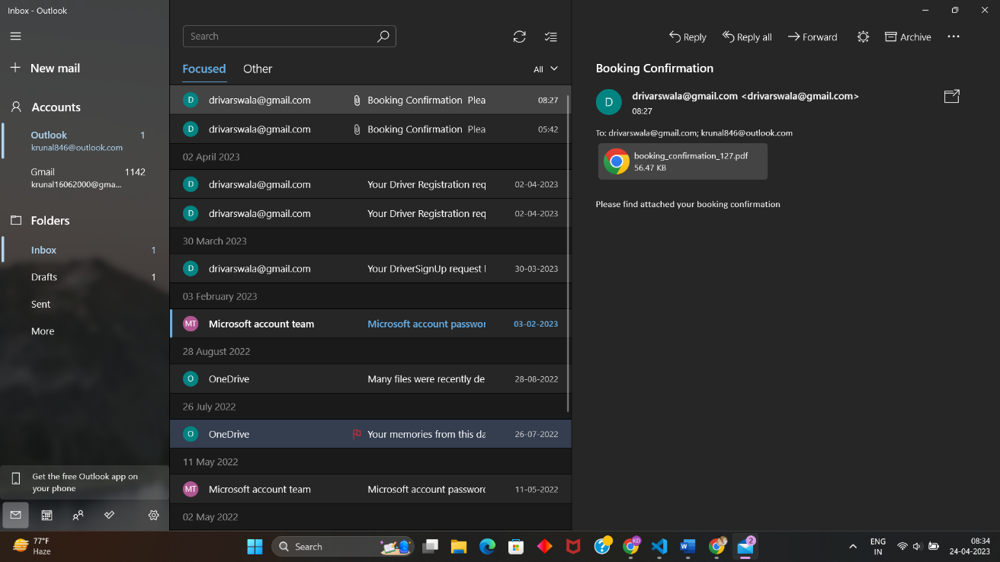 Inbox - Outlook
New mail
Accounts
Outlook 1
krunal846@outlook.com
Gmail 1142
krunal16062000@gma...
Folders
Inbox 1
Drafts 1
Sent
More
Get the free Outlook app on
your phone
Search
Focused Other All
D drivarswala@gmail.com Booking Confirmation Plea 08:27
D drivarswala@gmail.com Booking Confirmation Plea 05:42
02 April 2023
D drivarswala@gmail.com Your Driver Registration req 02-04-2023
D drivarswala@gmail.com Your Driver Registration req 02-04-2023
30 March 2023
D drivarswala@gmail.com Your DriverSignUp request 30-03-2023
03 February 2023
MT Microsoft account team Microsoft account passwor 03-02-2023
28 August 2022
O OneDrive Many files were recently de 28-08-2022
26 July 2022
O OneDrive Your memories from this da 26-07-2022
11 May 2022
MT Microsoft account team Microsoft account password 11-05-2022
02 May 2022
Reply Reply all Forward Archive
Booking Confirmation
D drivarswala@gmail.com <drivarswala@gmail.com>
08:27
To: drivarswala@gmail.com; krunal846@outlook.com
booking_confirmation_127.pdf
56.47 KB
Please find attached your booking confirmation
77°F
Haze
Search
KD
2
ENG
IN
08:34
24-04-2023